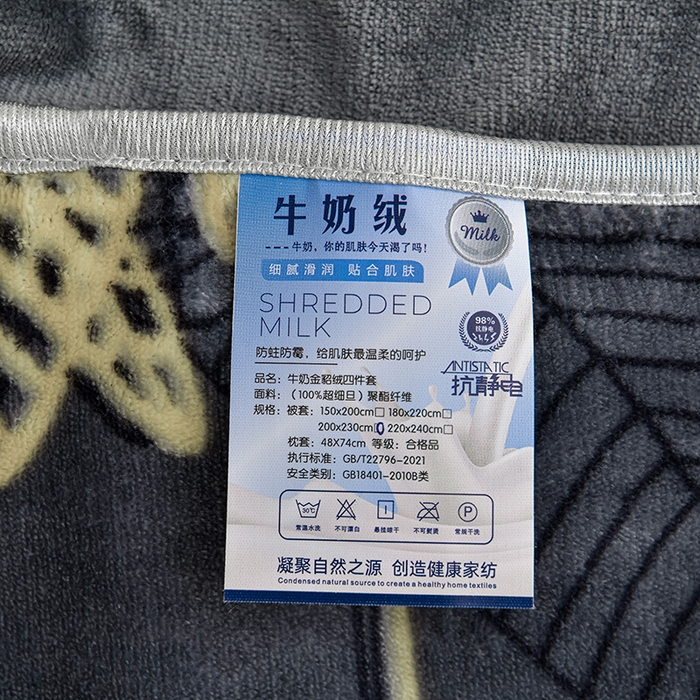 牛奶绒
Milk
---牛奶，你的肌肤今天渴了吗！
细腻滑润 贴合肌肤
SHREDDED
MILK
98%
抗静电
防蛀防霉，给肌肤最温柔的呵护
ANTISTATIC
抗静电
品名：牛奶金貂绒四件套
面料：（100%超细旦）聚酯纤维
规格：被套：150x200cm□ 180x220cm□
200x230cm□ 220x240cm□
枕套：48X74cm 等级：合格品
执行标准：GB/T22796-2021
安全类别：GB18401-2010B类
30℃
P
常温水洗 不可漂白 悬挂晾干 不可熨烫 常规干洗
凝聚自然之源 创造健康家纺
Condensed natural source to create a healthy home textiles